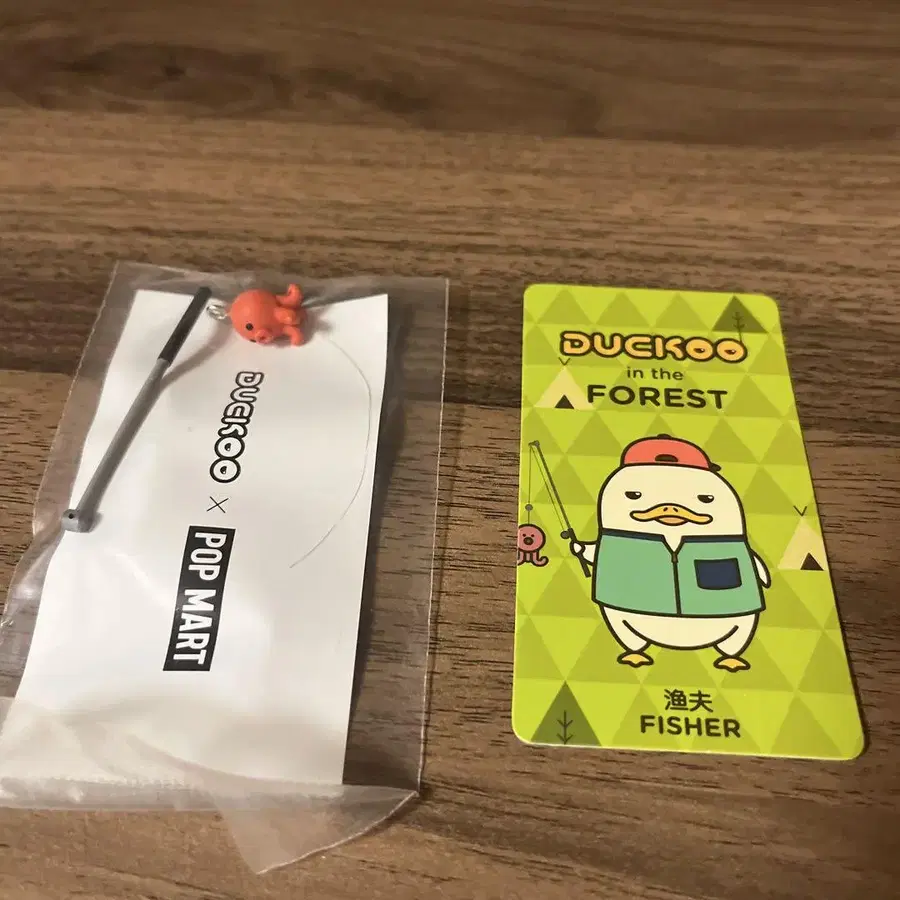 DUCKOO × POP MART
DUCKOO
in the
FOREST
渔夫
FISHER